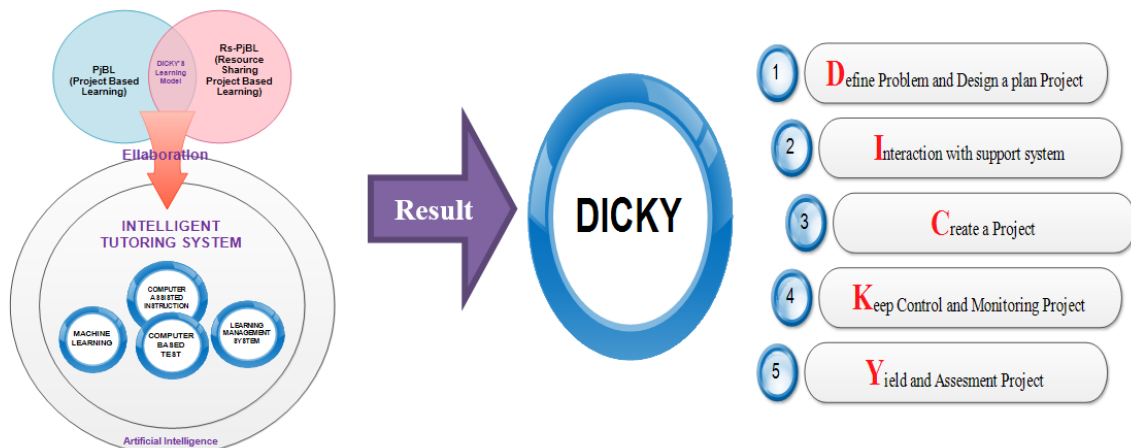 PjBL
(Project Based
Learning)
DICKY'S
Learning
Model
Rs-PjBL
(Resource
Sharing
Project Based
Learning)
Ellaboration
INTELLIGENT
TUTORING SYSTEM
COMPUTER
ASSISTED
INSTRUCTION
MACHINE
LEARNING
COMPUTER
BASED
TEST
LEARNING
MANAGEMENT
SYSTEM
Artificial Intelligence
Result
DICKY
1
Define Problem and Design a plan Project
2
Interaction with support system
3
Create a Project
4
Keep Control and Monitoring Project
5
Yield and Assesment Project